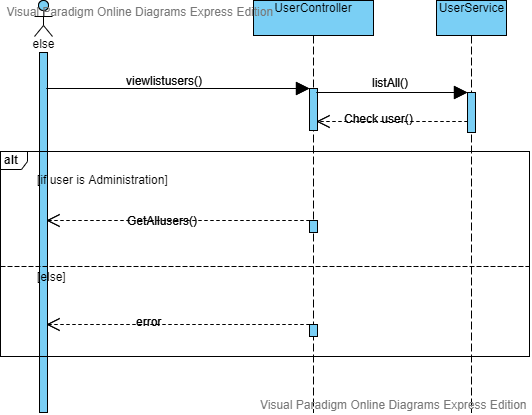 Visual Paradigm Online Diagrams Express Edition
UserController
UserService
else
viewlistusers()
listAll()
Check user()
alt
[if user is Administration]
GetAllusers()
[else]
error
Visual Paradigm Online Diagrams Express Edition